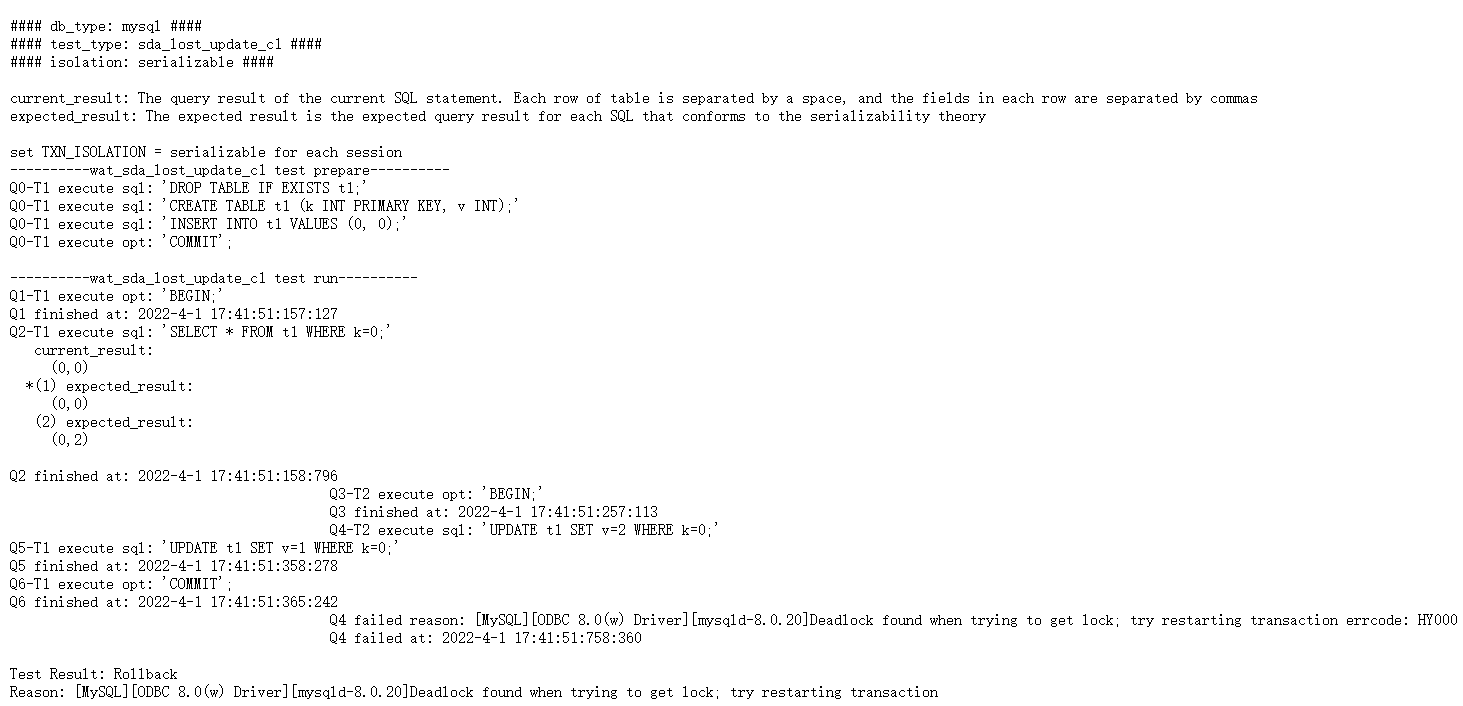 #### db_type: mysql ####
#### test_type: sda_lost_update_c1 ####
#### isolation: serializable ####
current_result: The query result of the current SQL statement. Each row of table is separated by a space, and the fields in each row are separated by commas
expected_result: The expected result is the expected query result for each SQL that conforms to the serializability theory
set TXN_ISOLATION = serializable for each session
----------wat_sda_lost_update_c1 test prepare----------
Q0-T1 execute sql: 'DROP TABLE IF EXISTS t1;'
Q0-T1 execute sql: 'CREATE TABLE t1 (k INT PRIMARY KEY, v INT);'
Q0-T1 execute sql: 'INSERT INTO t1 VALUES (0, 0);'
Q0-T1 execute opt: 'COMMIT';
----------wat_sda_lost_update_c1 test run----------
Q1-T1 execute opt: 'BEGIN;'
Q1 finished at: 2022-4-1 17:41:51:157:127
Q2-T1 execute sql: 'SELECT * FROM t1 WHERE k=0;'
current_result:
(0,0)
*(1) expected_result:
(0,0)
(2) expected_result:
(0,2)
Q2 finished at: 2022-4-1 17:41:51:158:796
Q3-T2 execute opt: 'BEGIN;'
Q3 finished at: 2022-4-1 17:41:51:257:113
Q4-T2 execute sql: 'UPDATE t1 SET v=2 WHERE k=0;'
Q5-T1 execute sql: 'UPDATE t1 SET v=1 WHERE k=0;'
Q5 finished at: 2022-4-1 17:41:51:358:278
Q6-T1 execute opt: 'COMMIT';
Q6 finished at: 2022-4-1 17:41:51:365:242
Q4 failed reason: [MySQL][ODBC 8.0(w) Driver][mysqld-8.0.20]Deadlock found when trying to get lock; try restarting transaction errcode: HY000
Q4 failed at: 2022-4-1 17:41:51:758:360
Test Result: Rollback
Reason: [MySQL][ODBC 8.0(w) Driver][mysqld-8.0.20]Deadlock found when trying to get lock; try restarting transaction